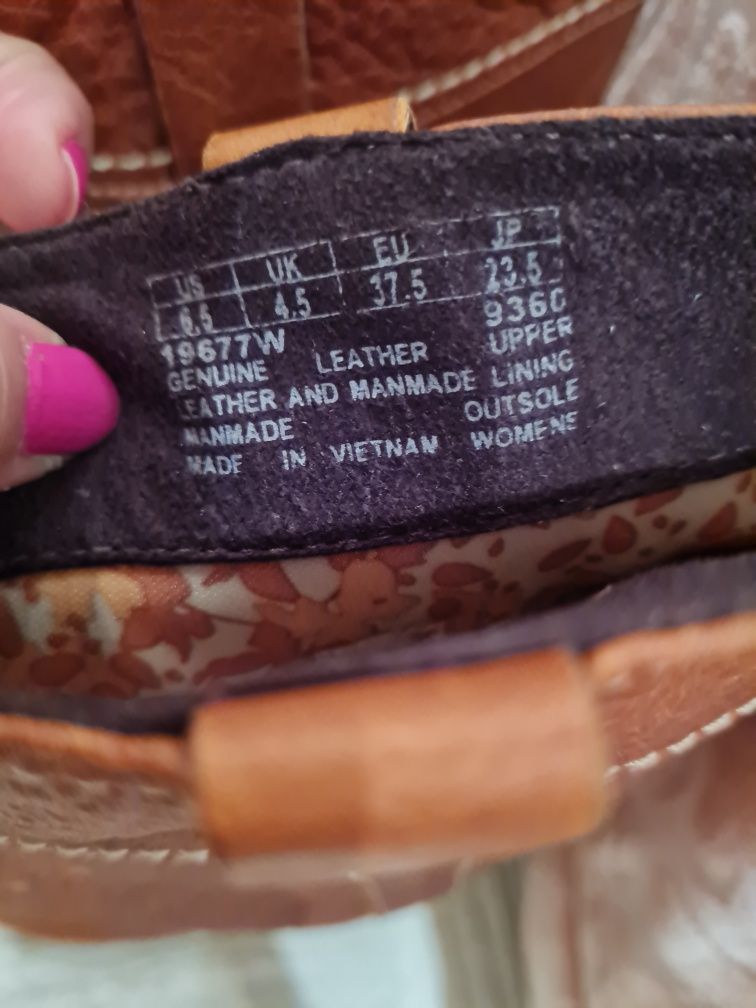 US UK EU JP
6.5 4.5 37.5 23.5
19677W 936C
GENUINE LEATHER UPPER
LEATHER AND MANMADE LINING
MANMADE OUTSOLE
MADE IN VIETNAM WOMENS